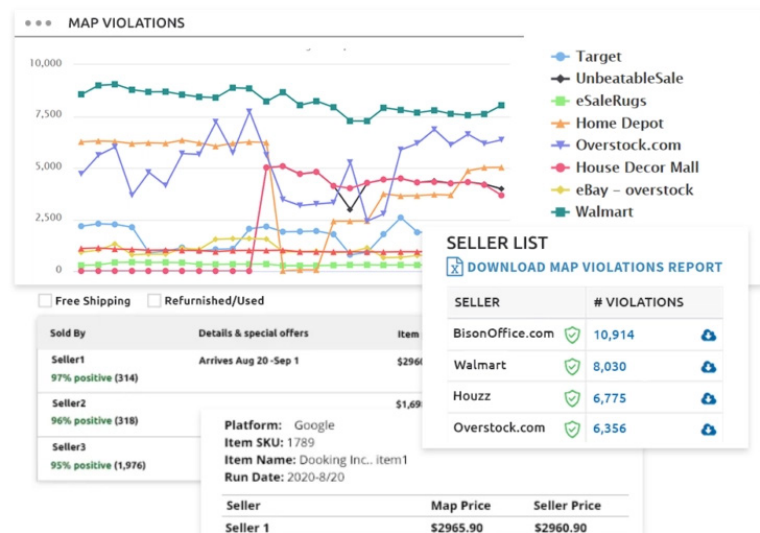 MAP VIOLATIONS
10,000
7,500
5,000
2,500
0
Target
UnbeatableSale
eSaleRugs
Home Depot
Overstock.com
House Decor Mall
eBay – overstock
Walmart
SELLER LIST
DOWNLOAD MAP VIOLATIONS REPORT
SELLER # VIOLATIONS
BisonOffice.com 10,914
Walmart 8,030
Houzz 6,775
Overstock.com 6,356
Free Shipping Refurnished/Used
Sold By Details & special offers Item
Seller1 Arrives Aug 20 -Sep 1
97% positive (314)
Seller2
96% positive (318)
Seller3
95% positive (1,976)
Platform: Google
Item SKU: 1789
Item Name: Dooking Inc.. item1
Run Date: 2020-8/20
Seller Map Price Seller Price
Seller 1 $2965.90 $2960.90